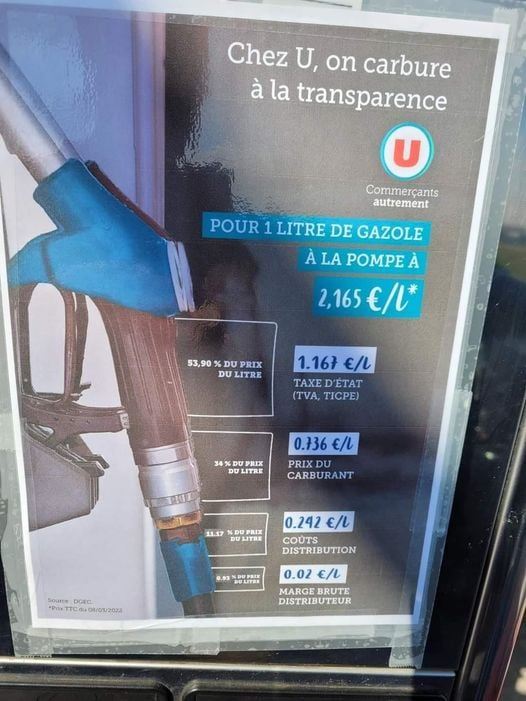 Chez U, on carbure
à la transparence
U
Commerçants
autrement
POUR 1 LITRE DE GAZOLE
À LA POMPE À
2,165 €/L*
53,90 % DU PRIX
DU LITRE
1.167 €/L
TAXE D'ÉTAT
(TVA, TICPE)
34 % DU PRIX
DU LITRE
0.736 €/L
PRIX DU
CARBURANT
11.17 % DU PRIX
DU LITRE
0.242 €/L
COÛTS
DISTRIBUTION
0.93 % DU PRIX
DU LITRE
0.02 €/L
MARGE BRUTE
DISTRIBUTEUR
Source : DGEC.
*Prix TTC du 08/03/2022